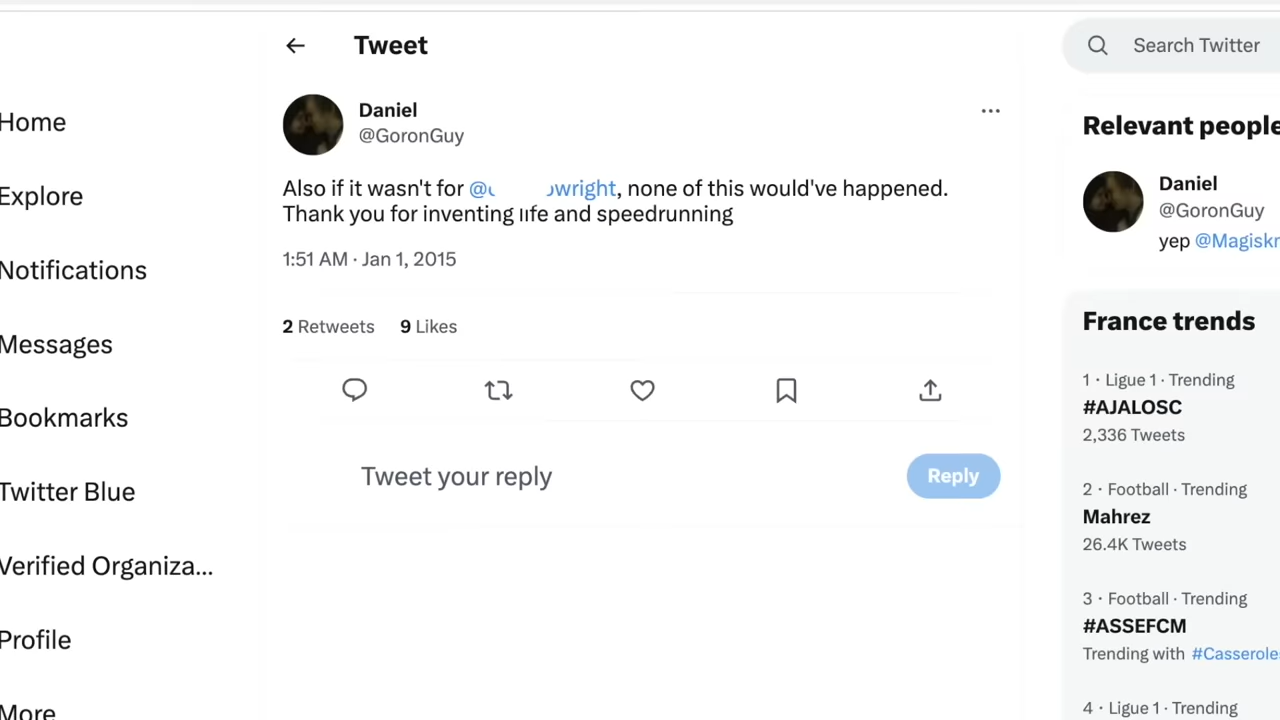 Tweet
Search Twitter
Home
Explore
Notifications
Messages
Bookmarks
Twitter Blue
Verified Organiza...
Profile
More
Daniel
@GoronGuy
Also if it wasn't for wright, none of this would've happened.
Thank you for inventing life and speedrunning
1:51 AM · Jan 1, 2015
2 Retweets 9 Likes
Tweet your reply
Reply
Relevant people
Daniel
@GoronGuy
yep
France trends
1 · Ligue 1 · Trending
#AJALOSC
2,336 Tweets
2 · Football · Trending
Mahrez
26.4K Tweets
3 · Football · Trending
#ASSEFCM
Trending with
4 · Ligue 1 · Trending